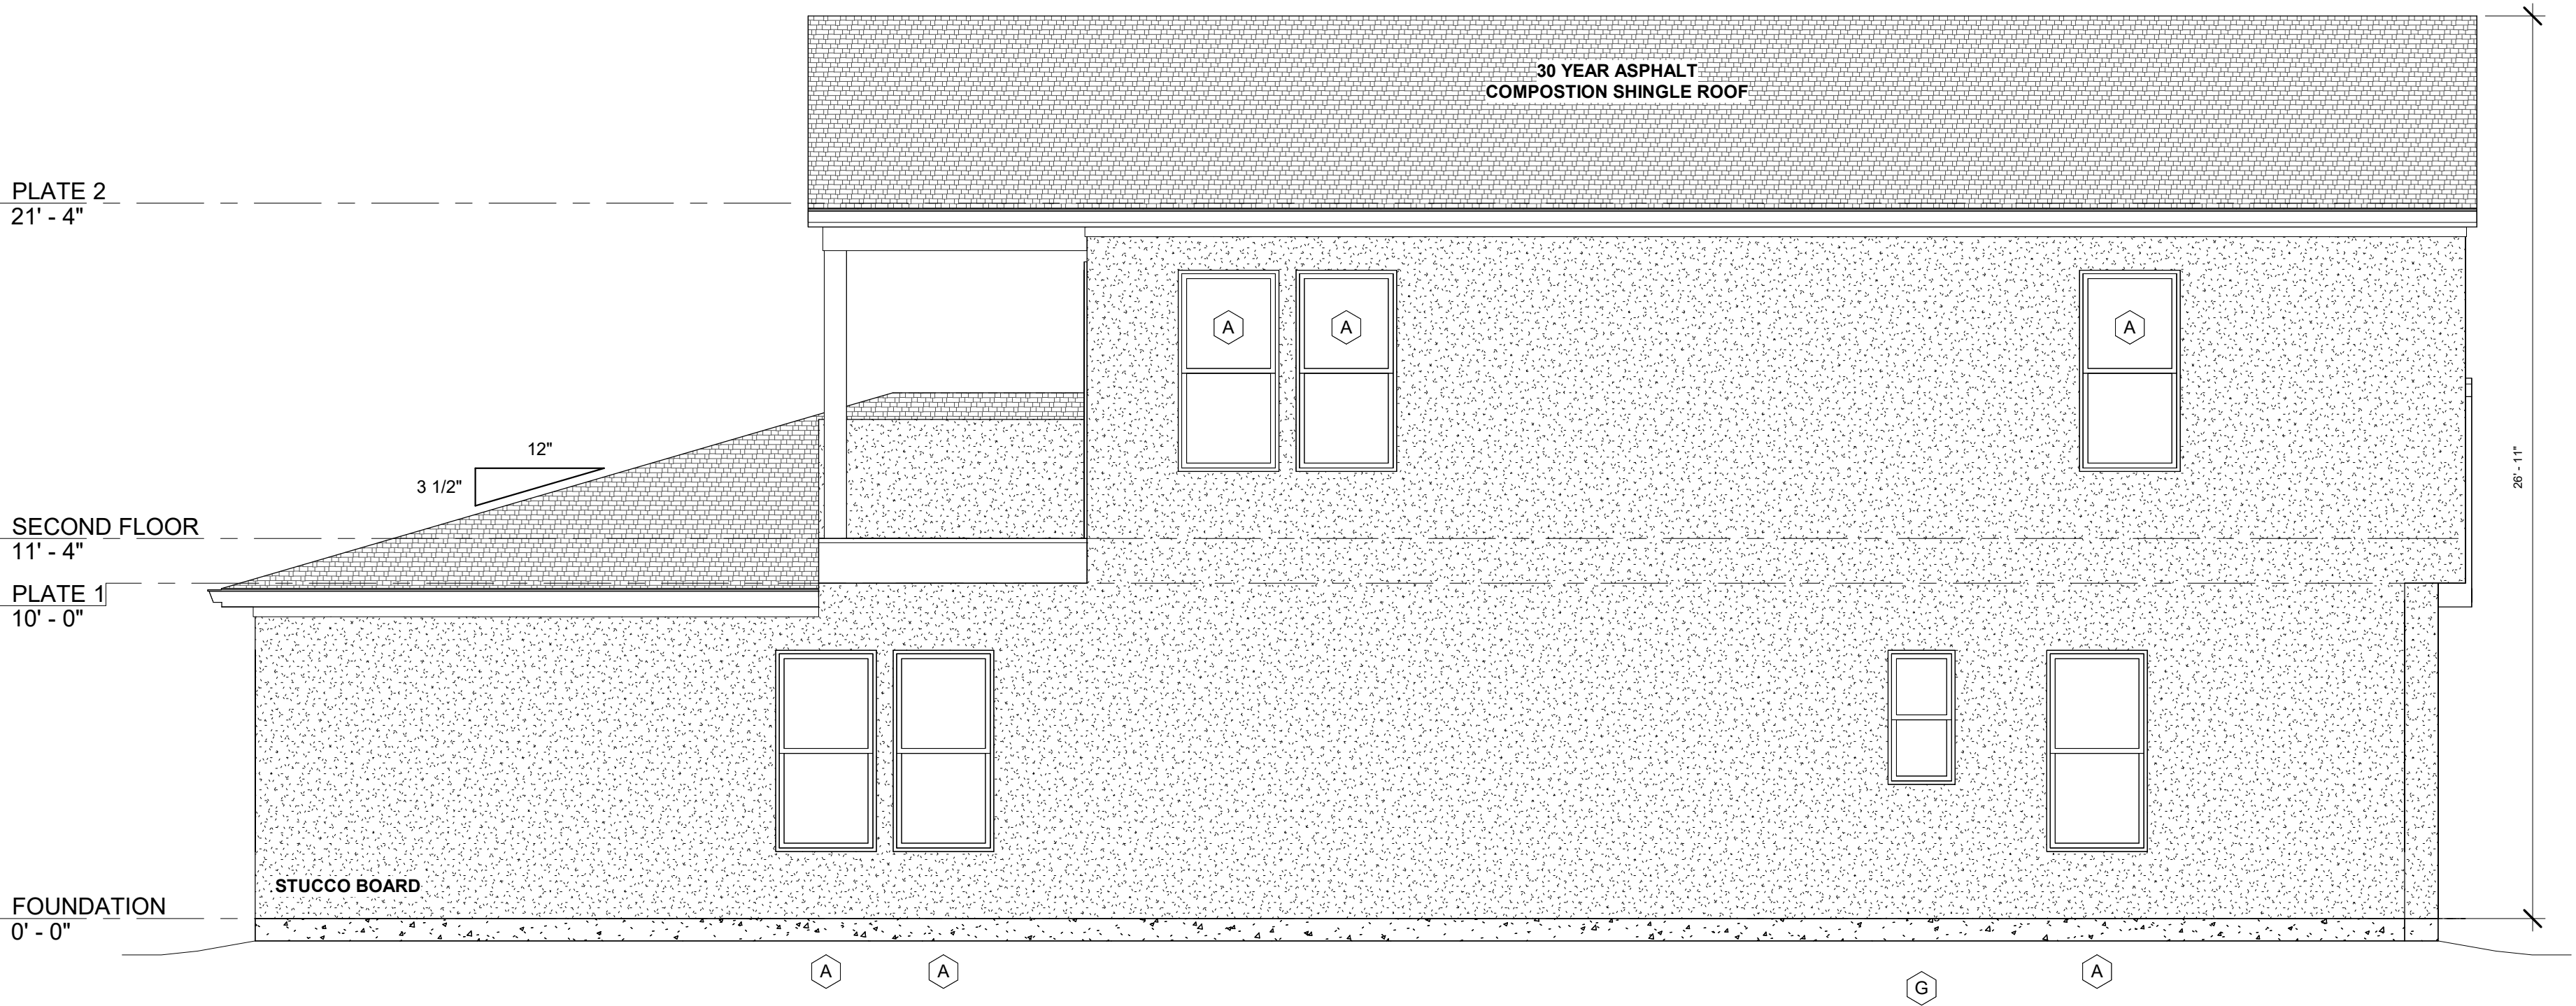 30 YEAR ASPHALT
COMPOSTION SHINGLE ROOF
PLATE 2
21' - 4"
A
A
A
12"
3 1/2"
26' - 11"
SECOND FLOOR
11' - 4"
PLATE 1
10' - 0"
STUCCO BOARD
FOUNDATION
0' - 0"
A
A
G
A